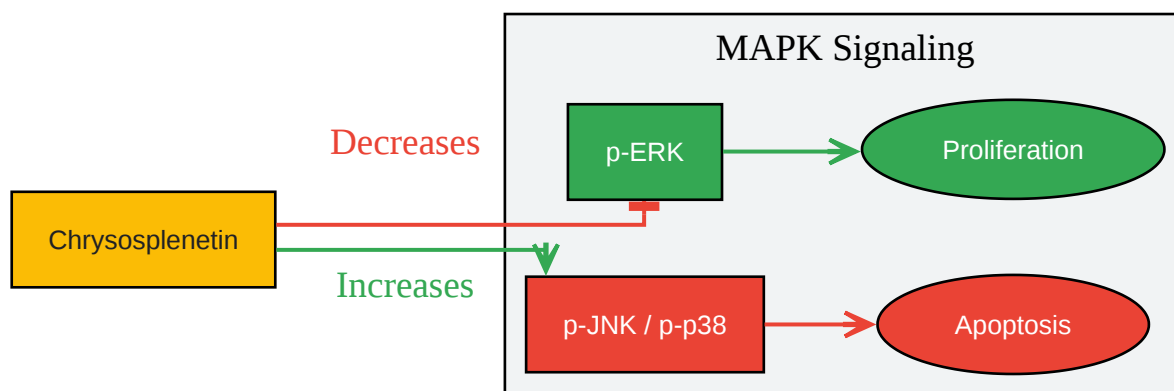 MAPK Signaling
Decreases
p-ERK
Proliferation
Chrysosplenetin
Increases
p-JNK / p-p38
Apoptosis